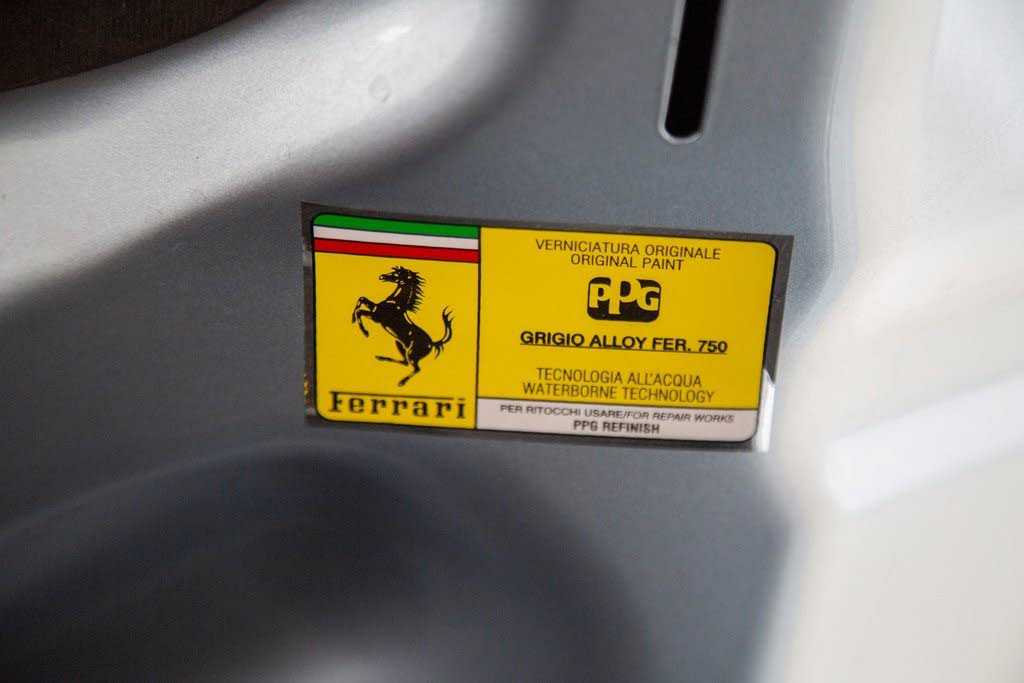 Ferrari
VERNICIATURA ORIGINALE
ORIGINAL PAINT
PPG
GRIGIO ALLOY FER. 750
TECNOLOGIA ALL'ACQUA
WATERBORNE TECHNOLOGY
PER RITOCCHI USARE/FOR REPAIR WORKS
PPG REFINISH